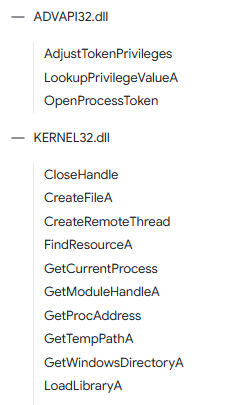 ADVAPI32.dll
AdjustTokenPrivileges
LookupPrivilegeValueA
OpenProcessToken
KERNEL32.dll
CloseHandle
CreateFileA
CreateRemoteThread
FindResourceA
GetCurrentProcess
GetModuleHandleA
GetProcAddress
GetTempPathA
GetWindowsDirectoryA
LoadLibraryA